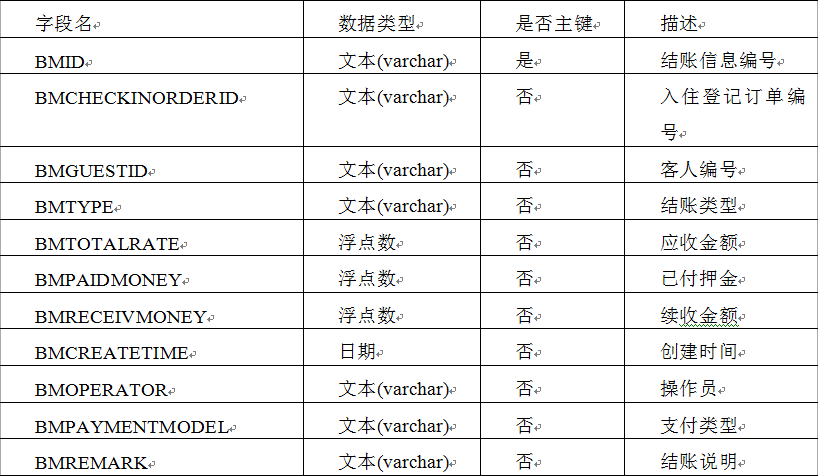 字段名 数据类型 是否主键 描述
BMID 文本(varchar) 是 结账信息编号
BMCHECKINORDERID 文本(varchar) 否 入住登记订单编
号
BMGUESTID 文本(varchar) 否 客人编号
BMTYPE 文本(varchar) 否 结账类型
BMTOTALRATE 浮点数 否 应收金额
BMPAIDMONEY 浮点数 否 已付押金
BMRECEIVMONEY 浮点数 否 续收金额
BMCREATETIME 日期 否 创建时间
BMOPERATOR 文本(varchar) 否 操作员
BMPAYMENTMODEL 文本(varchar) 否 支付类型
BMREMARK 文本(varchar) 否 结账说明